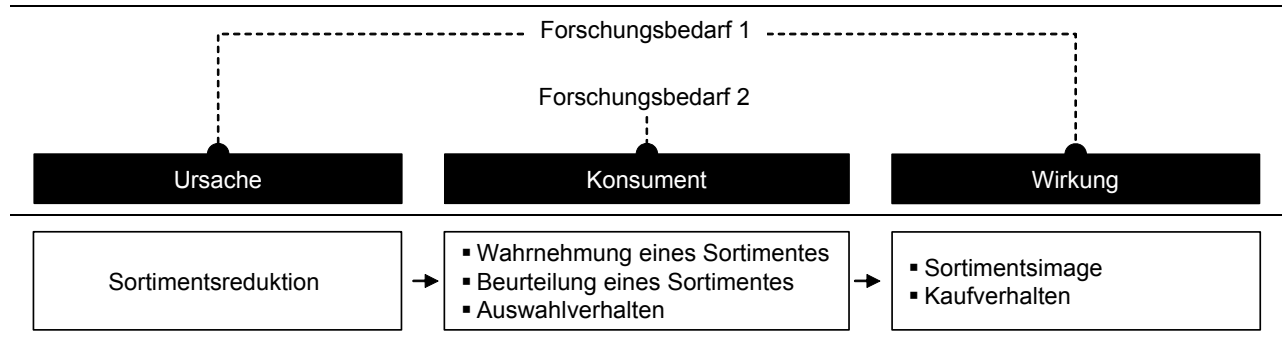 Forschungsbedarf 1
Forschungsbedarf 2
Ursache
Konsument
Wirkung
Sortimentsreduktion
▪ Wahrnehmung eines Sortimentes
▪ Beurteilung eines Sortimentes
▪ Auswahlverhalten
▪ Sortimentsimage
▪ Kaufverhalten